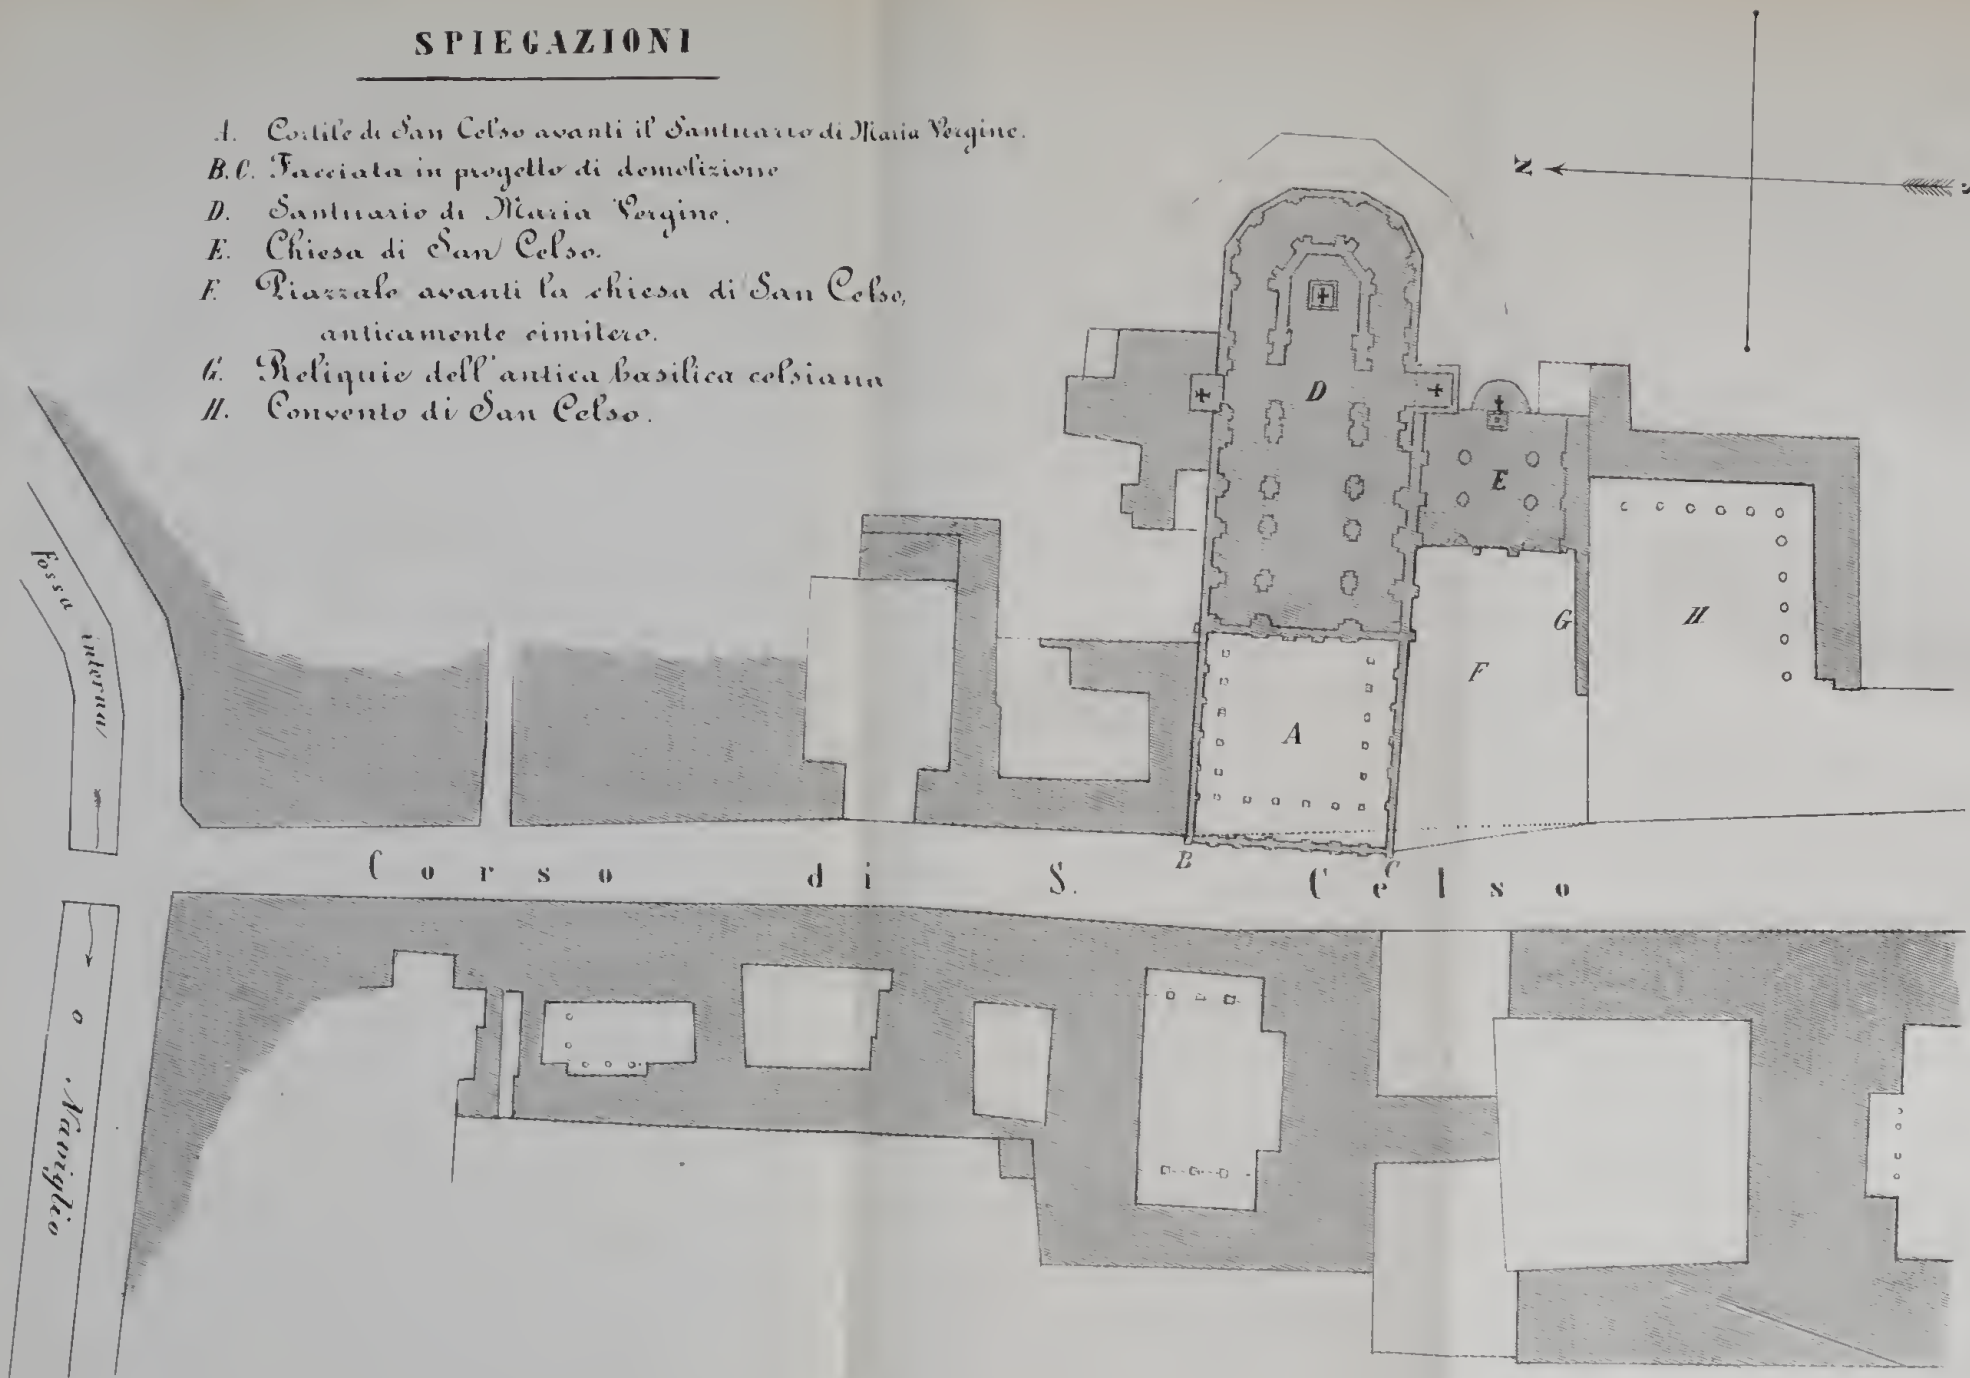 SPIEGAZIONI
A. Cortile di San Celso avanti il Santuario di Maria Vergine.
B.C. Facciata in progetto di demolizione
D. Santuario di Maria Vergine.
E. Chiesa di San Celso.
F. Piazzale avanti la chiesa di San Celso,
anticamente cimitero.
G. Reliquie dell'antica basilica celsiana
H. Convento di San Celso.
N
S
D
E
Fossa interna
G
H
F
A
B
C
Corso di S. Celso
o Naviglio